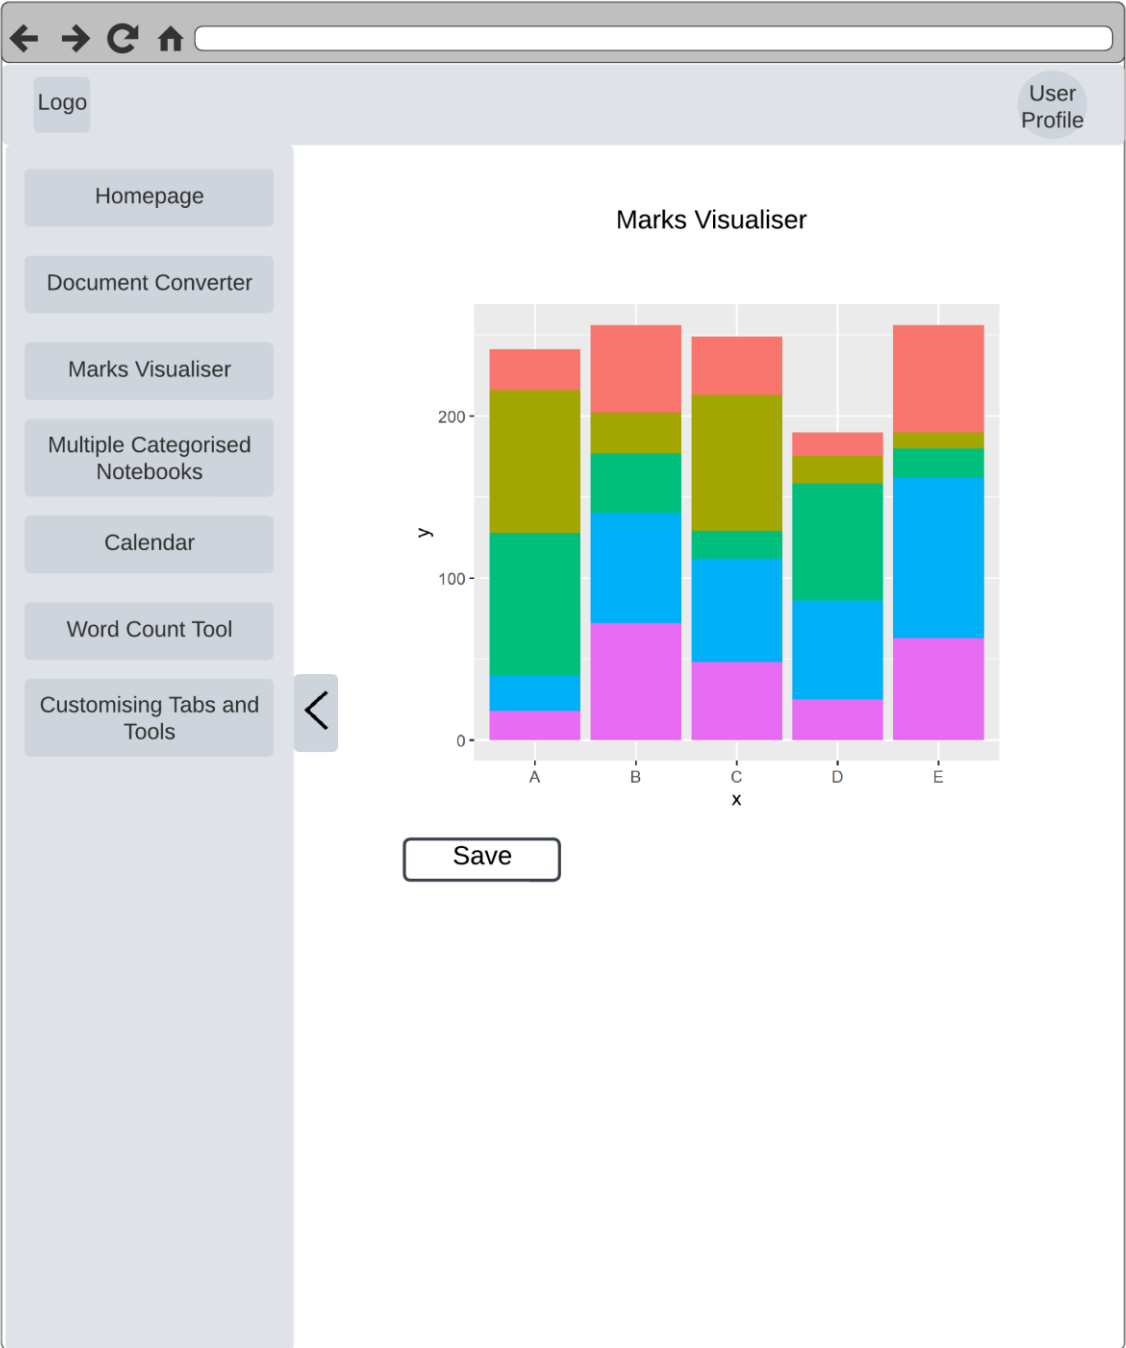 Logo
User
Profile
Homepage
Document Converter
Marks Visualiser
Multiple Categorised
Notebooks
Calendar
Word Count Tool
Customising Tabs and
Tools
Marks Visualiser
200
100
0
y
A B C D E
x
Save